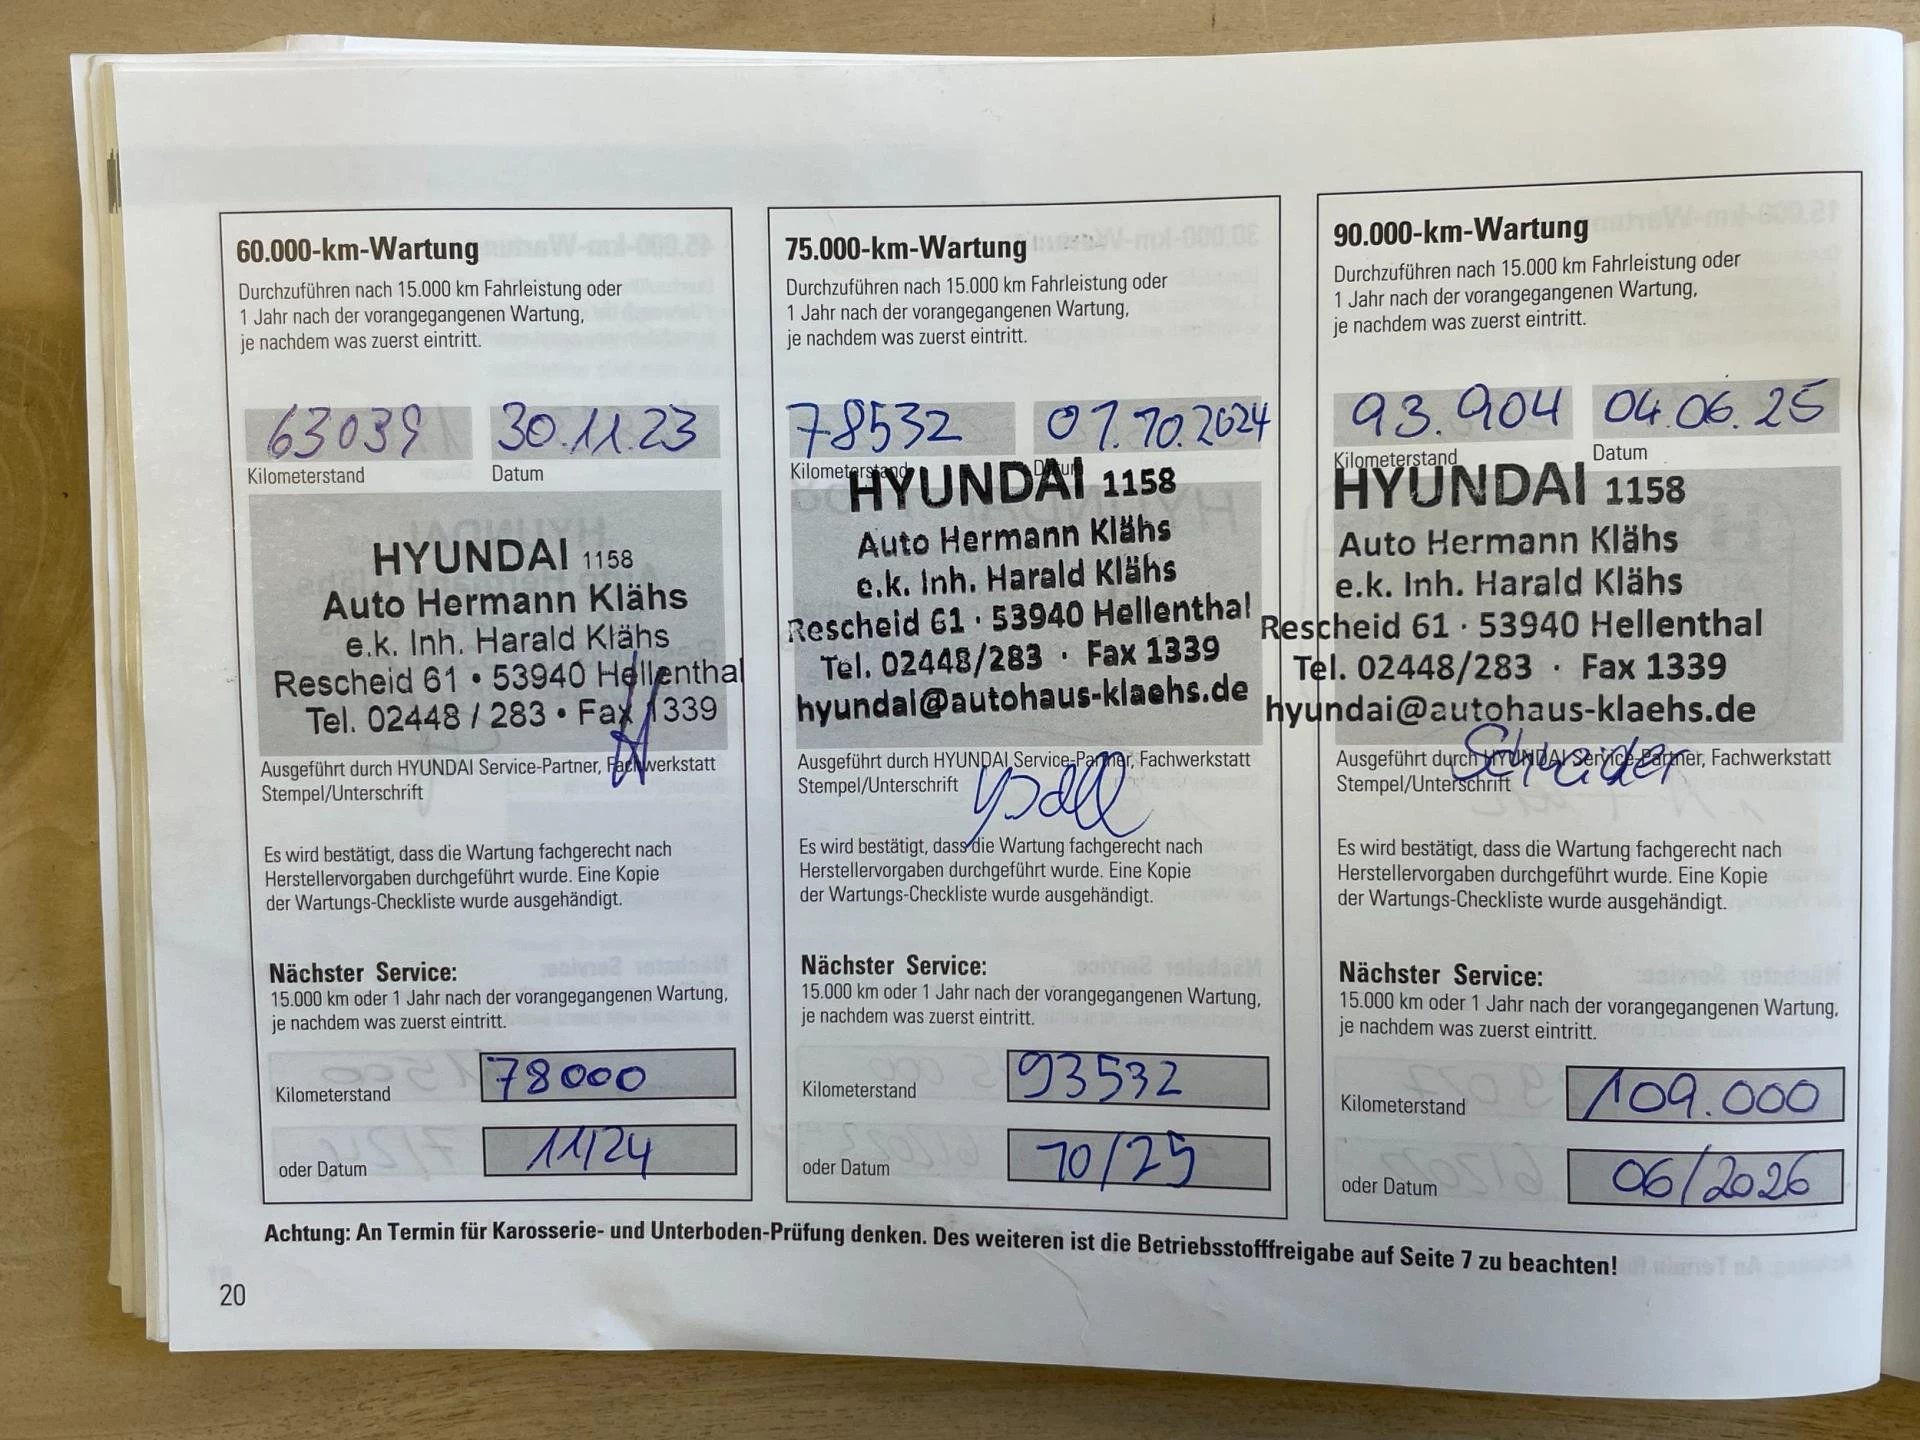 60.000-km-Wartung
Durchzuführen nach 15.000 km Fahrleistung oder
1 Jahr nach der vorangegangenen Wartung,
je nachdem was zuerst eintritt.
63039 30.11.23
Kilometerstand Datum
HYUNDAI 1158
Auto Hermann Klähs
e.k. Inh. Harald Klähs
Rescheid 61 • 53940 Hellenthal
Tel. 02448 / 283 • Fax 1339
Ausgeführt durch HYUNDAI Service-Partner, Fachwerkstatt
Stempel/Unterschrift
Es wird bestätigt, dass die Wartung fachgerecht nach
Herstellervorgaben durchgeführt wurde. Eine Kopie
der Wartungs-Checkliste wurde ausgehändigt.
Nächster Service:
15.000 km oder 1 Jahr nach der vorangegangenen Wartung,
je nachdem was zuerst eintritt.
Kilometerstand 78000
oder Datum 11/24
75.000-km-Wartung
Durchzuführen nach 15.000 km Fahrleistung oder
1 Jahr nach der vorangegangenen Wartung,
je nachdem was zuerst eintritt.
78532 01.10.2024
Kilometerstand Datum
HYUNDAI 1158
Auto Hermann Klähs
e.k. Inh. Harald Klähs
Rescheid 61 · 53940 Hellenthal
Tel. 02448/283 · Fax 1339
hyundai@autohaus-klaehs.de
Ausgeführt durch HYUNDAI Service-Partner, Fachwerkstatt
Stempel/Unterschrift
Es wird bestätigt, dass die Wartung fachgerecht nach
Herstellervorgaben durchgeführt wurde. Eine Kopie
der Wartungs-Checkliste wurde ausgehändigt.
Nächster Service:
15.000 km oder 1 Jahr nach der vorangegangenen Wartung,
je nachdem was zuerst eintritt.
Kilometerstand 93532
oder Datum 10/25
90.000-km-Wartung
Durchzuführen nach 15.000 km Fahrleistung oder
1 Jahr nach der vorangegangenen Wartung,
je nachdem was zuerst eintritt.
93.904 04.06.25
Kilometerstand Datum
HYUNDAI 1158
Auto Hermann Klähs
e.k. Inh. Harald Klähs
Rescheid 61 · 53940 Hellenthal
Tel. 02448/283 · Fax 1339
hyundai@autohaus-klaehs.de
Ausgeführt durch HYUNDAI Service-Partner, Fachwerkstatt
Stempel/Unterschrift
Es wird bestätigt, dass die Wartung fachgerecht nach
Herstellervorgaben durchgeführt wurde. Eine Kopie
der Wartungs-Checkliste wurde ausgehändigt.
Nächster Service:
15.000 km oder 1 Jahr nach der vorangegangenen Wartung,
je nachdem was zuerst eintritt.
Kilometerstand 109.000
oder Datum 06/2026
Achtung: An Termin für Karosserie- und Unterboden-Prüfung denken. Des weiteren ist die Betriebsstofffreigabe auf Seite 7 zu beachten!
20